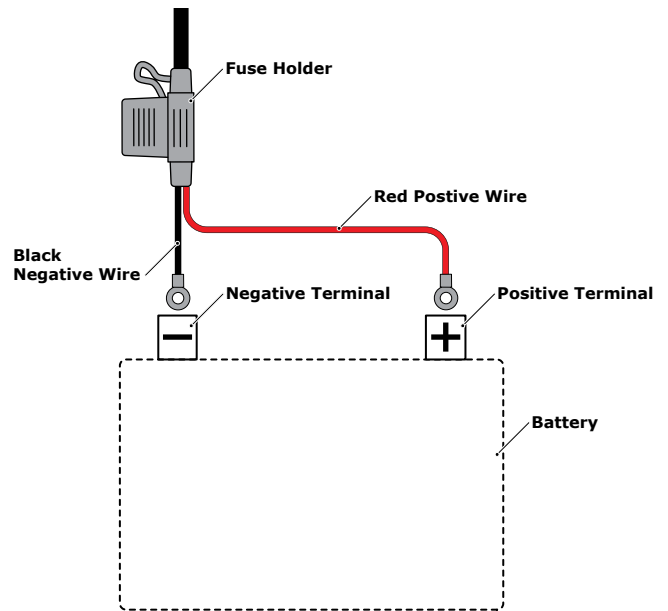 Fuse Holder
Red Postive Wire
Black
Negative Wire
Negative Terminal
Positive Terminal
Battery